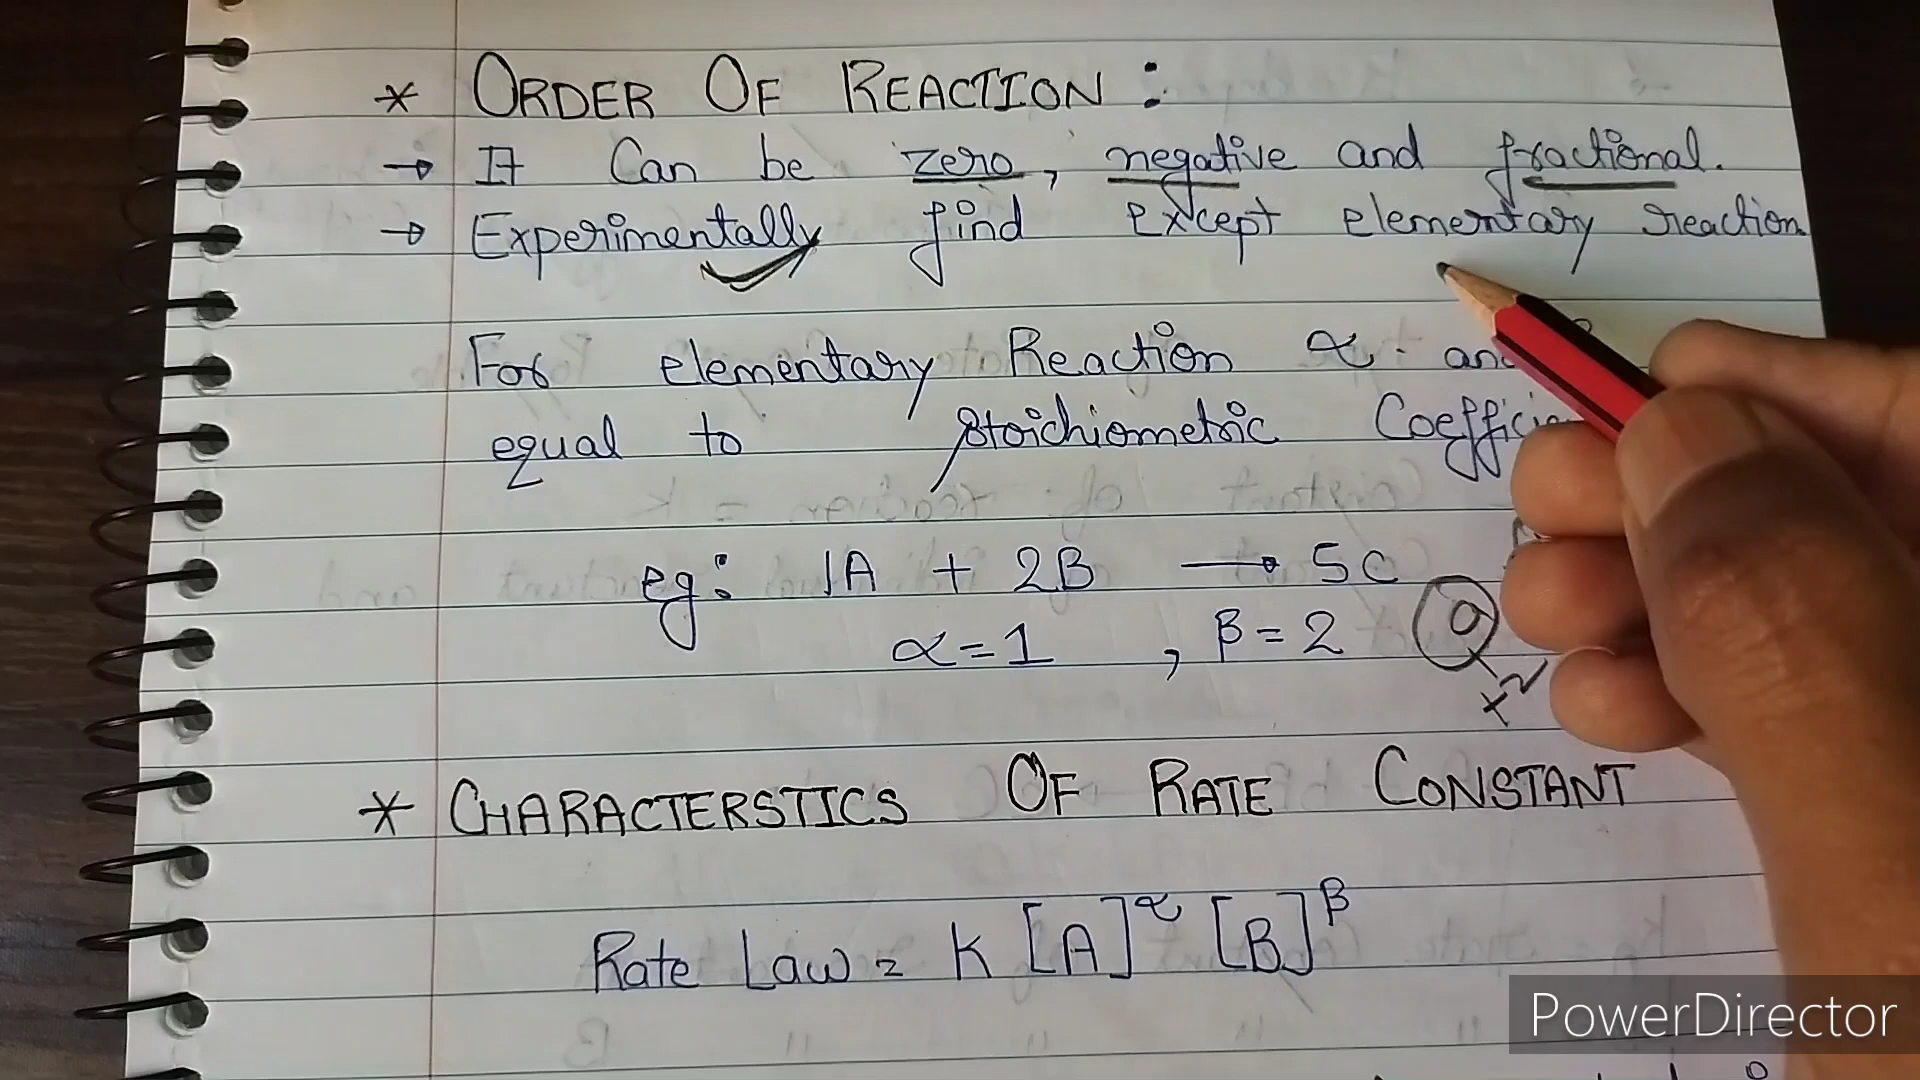 * ORDER OF REACTION :
→ It Can be zero, negative and fractional.
→ Experimentally find except elementary reaction
For elementary Reaction α and
equal to stoichiometric
eg: 1A + 2B → 5C
α = 1 , β = 2
* CHARACTERSTICS OF RATE CONSTANT
Rate Law = K [A]^α [B]^β
PowerDirector